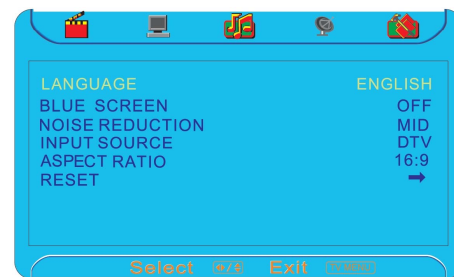 LANGUAGE ENGLISH
BLUE SCREEN OFF
NOISE REDUCTION MID
INPUT SOURCE DTV
ASPECT RATIO 16:9
RESET
Select Exit